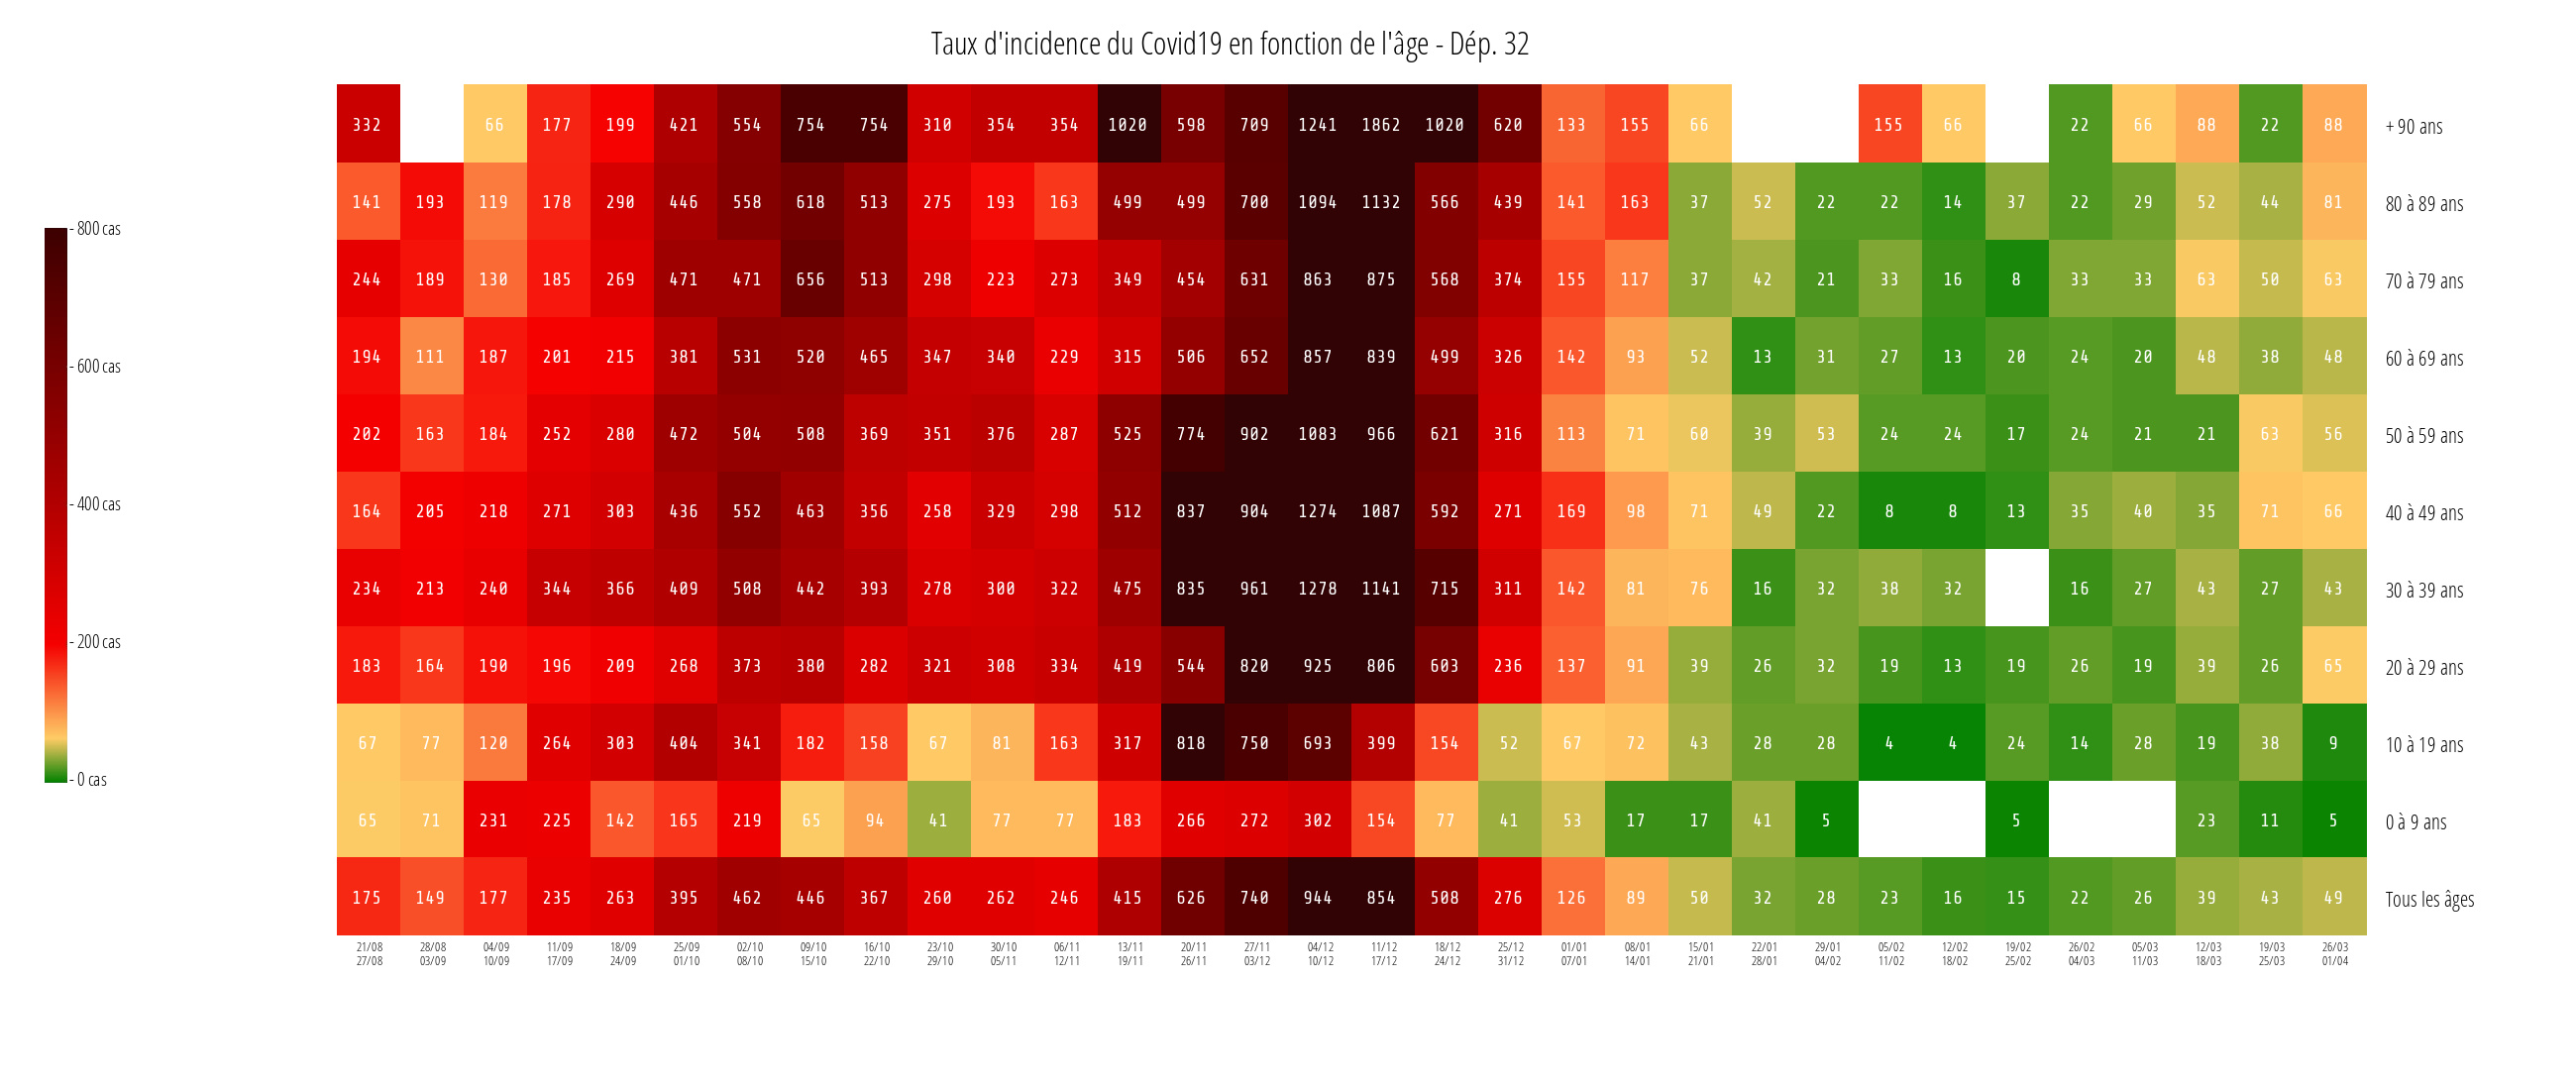 Taux d'incidence du Covid19 en fonction de l'âge - Dép. 32
332 66 177 199 421 554 754 754 310 354 354 1020 598 709 1241 1862 1020 620 133 155 66 155 66 22 66 88 22 88 + 90 ans
141 193 119 178 290 446 558 618 513 275 193 163 499 499 700 1094 1132 566 439 141 163 37 52 22 22 14 37 22 29 52 44 81 80 à 89 ans
244 189 130 185 269 471 471 656 513 298 223 273 349 454 631 863 875 568 374 155 117 37 42 21 33 16 8 33 33 63 50 63 70 à 79 ans
194 111 187 201 215 381 531 520 465 347 340 229 315 506 652 857 839 499 326 142 93 52 13 31 27 13 20 24 20 48 38 48 60 à 69 ans
202 163 184 252 280 472 504 508 369 351 376 287 525 774 902 1083 966 621 316 113 71 60 39 53 24 24 17 24 21 21 63 56 50 à 59 ans
164 205 218 271 303 436 552 463 356 258 329 298 512 837 904 1274 1087 592 271 169 98 71 49 22 8 8 13 35 40 35 71 66 40 à 49 ans
234 213 240 344 366 409 508 442 393 278 300 322 475 835 961 1278 1141 715 311 142 81 76 16 32 38 32 16 27 43 27 43 30 à 39 ans
183 164 190 196 209 268 373 380 282 321 308 334 419 544 820 925 806 603 236 137 91 39 26 32 19 13 19 26 19 39 26 65 20 à 29 ans
67 77 120 264 303 404 341 182 158 67 81 163 317 818 750 693 399 154 52 67 72 43 28 28 4 4 24 14 28 19 38 9 10 à 19 ans
65 71 231 225 142 165 219 65 94 41 77 77 183 266 272 302 154 77 41 53 17 17 41 5 5 23 11 5 0 à 9 ans
175 149 177 235 263 395 462 446 367 260 262 246 415 626 740 944 854 508 276 126 89 50 32 28 23 16 15 22 26 39 43 49 Tous les âges
21/08 28/08 04/09 11/09 18/09 25/09 02/10 09/10 16/10 23/10 30/10 06/11 13/11 20/11 27/11 04/12 11/12 18/12 25/12 01/01 08/01 15/01 22/01 29/01 05/02 12/02 19/02 26/02 05/03 12/03 19/03 26/03
27/08 03/09 10/09 17/09 24/09 01/10 08/10 15/10 22/10 29/10 05/11 12/11 19/11 26/11 03/12 10/12 17/12 24/12 31/12 07/01 14/01 21/01 28/01 04/02 11/02 18/02 25/02 04/03 11/03 18/03 25/03 01/04
- 800 cas
- 600 cas
- 400 cas
- 200 cas
- 0 cas